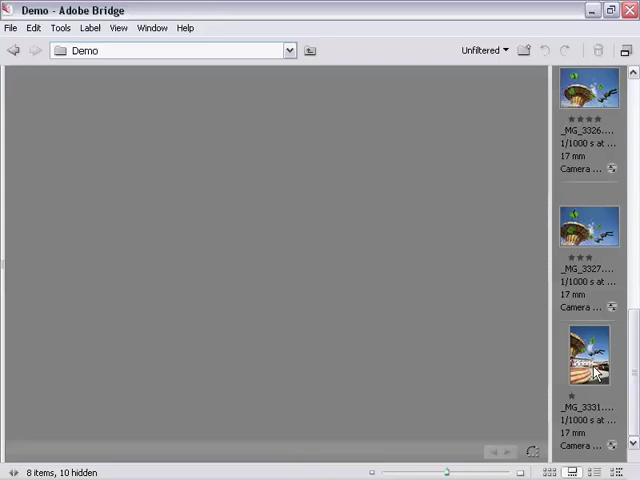 Demo - Adobe Bridge
File Edit Tools Label View Window Help
Demo
Unfiltered
_MG_3326....
1/1000 s at ...
17 mm
Camera ...
_MG_3327....
1/1000 s at ...
17 mm
Camera ...
_MG_3331....
1/1000 s at ...
17 mm
Camera ...
8 items, 10 hidden